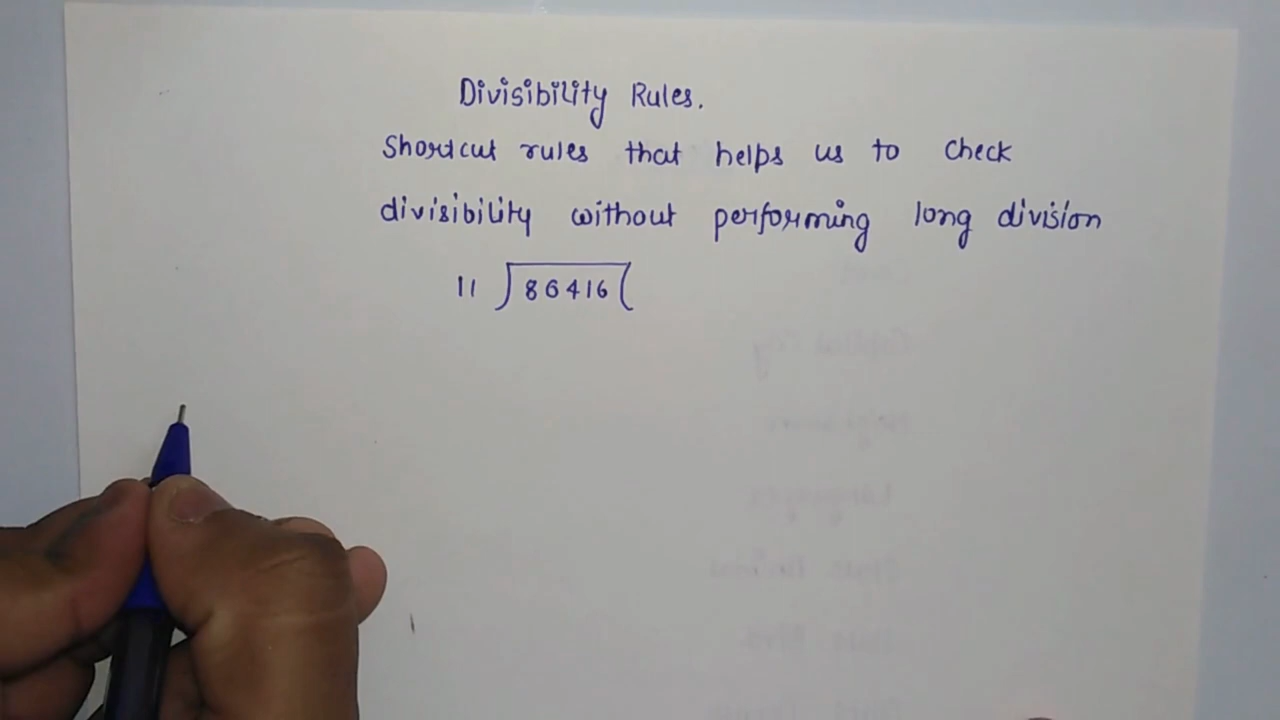 Divisibility Rules.
Shortcut rules that helps us to check
divisibility without performing long division
11 ) 86416 (